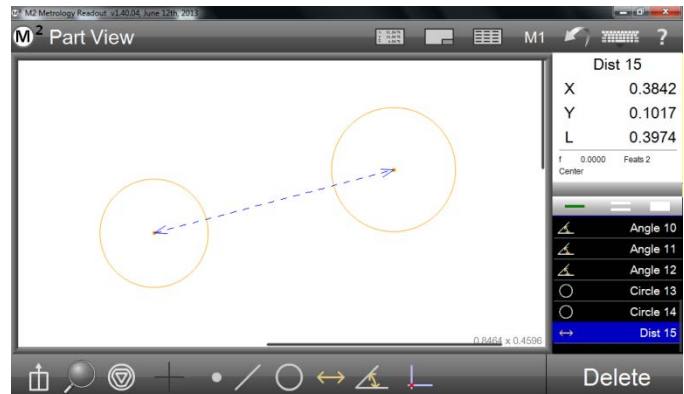 M² M2 Metrology Readout v1.40.04, June 12th, 2013
M² Part View
M1
?
Dist 15
X 0.3842
Y 0.1017
L 0.3974
f 0.0000 Feats 2
Center
Angle 10
Angle 11
Angle 12
Circle 13
Circle 14
Dist 15
0.8464 x 0.4596
Delete